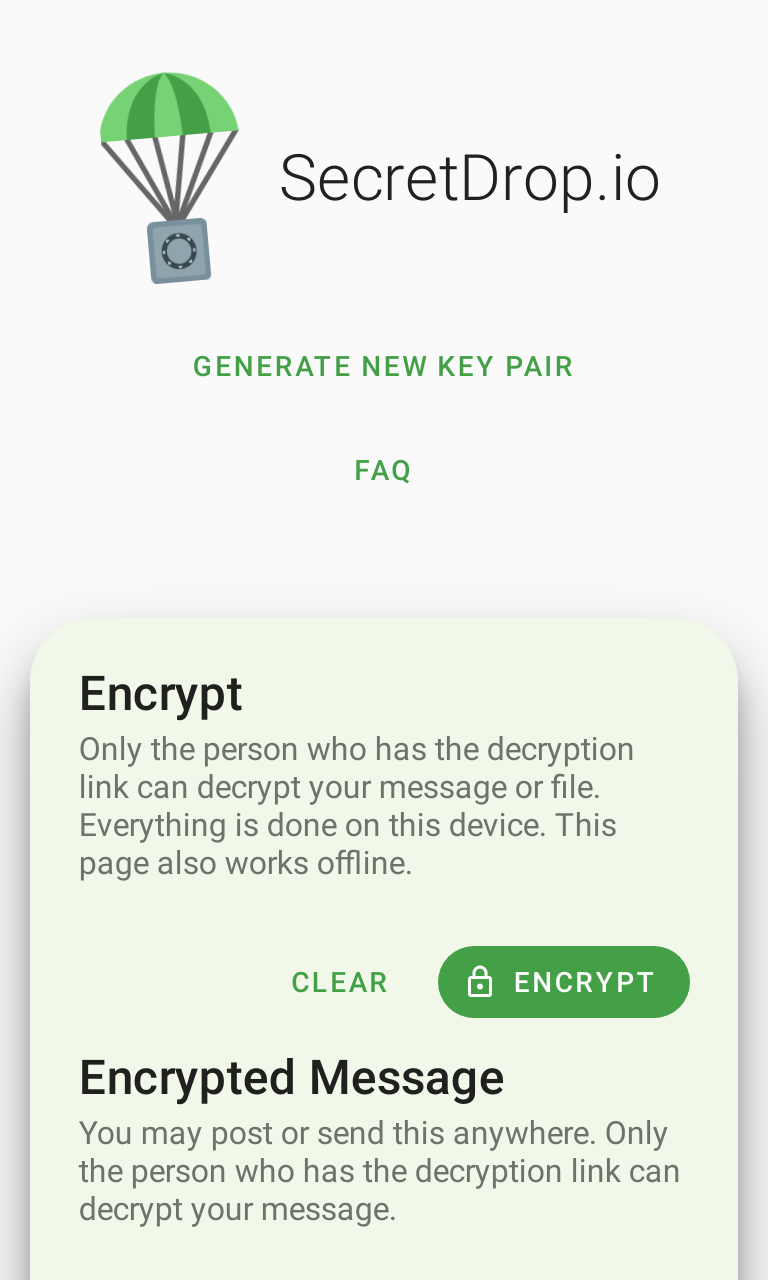 SecretDrop.io
GENERATE NEW KEY PAIR
FAQ
Encrypt
Only the person who has the decryption
link can decrypt your message or file.
Everything is done on this device. This
page also works offline.
CLEAR
ENCRYPT
Encrypted Message
You may post or send this anywhere. Only
the person who has the decryption link can
decrypt your message.